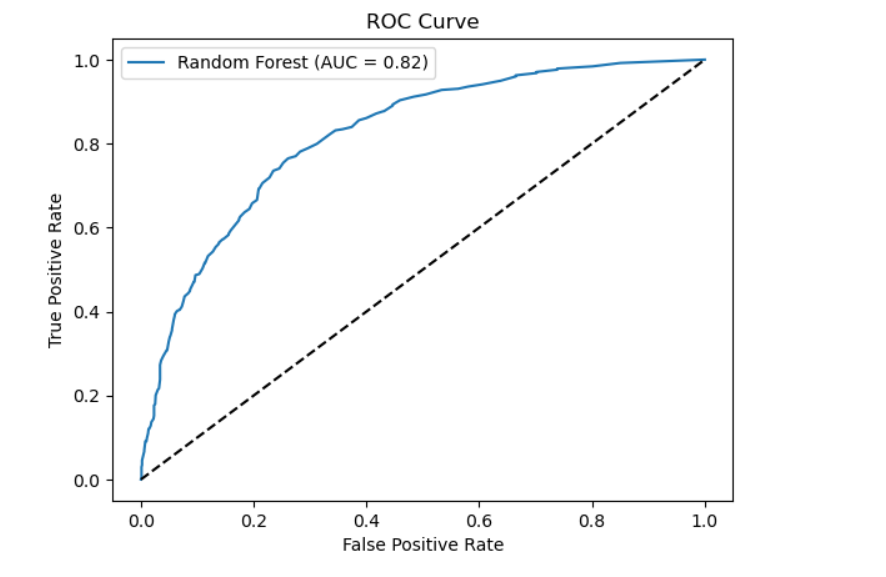 ROC Curve
Random Forest (AUC = 0.82)
True Positive Rate
1.0
0.8
0.6
0.4
0.2
0.0
0.0 0.2 0.4 0.6 0.8 1.0
False Positive Rate